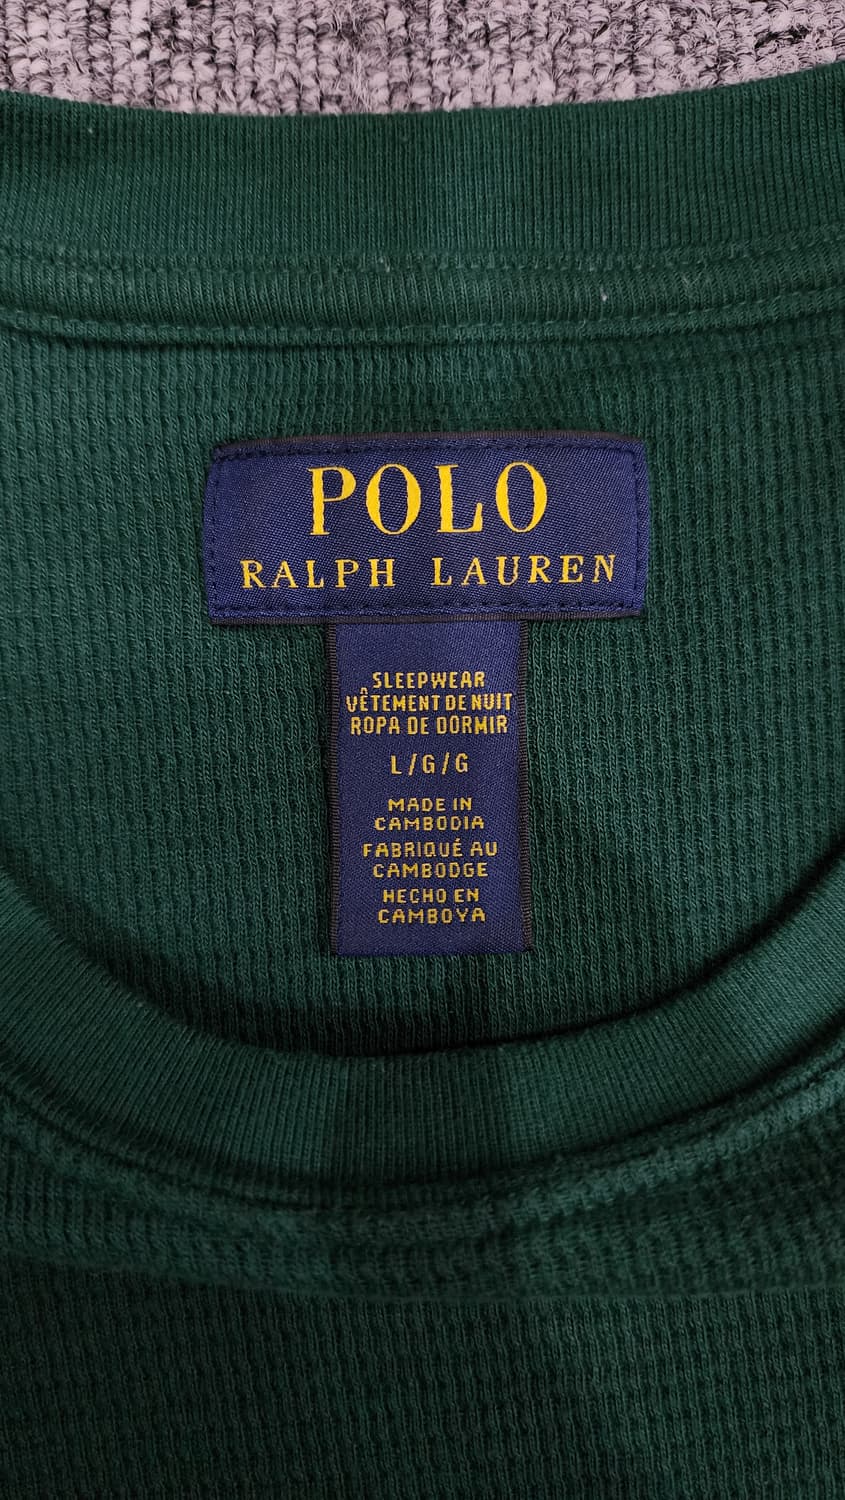 POLO
RALPH LAUREN
SLEEPWEAR
VÊTEMENT DE NUIT
ROPA DE DORMIR
L/G/G
MADE IN
CAMBODIA
FABRIQUÉ AU
CAMBODGE
HECHO EN
CAMBOYA